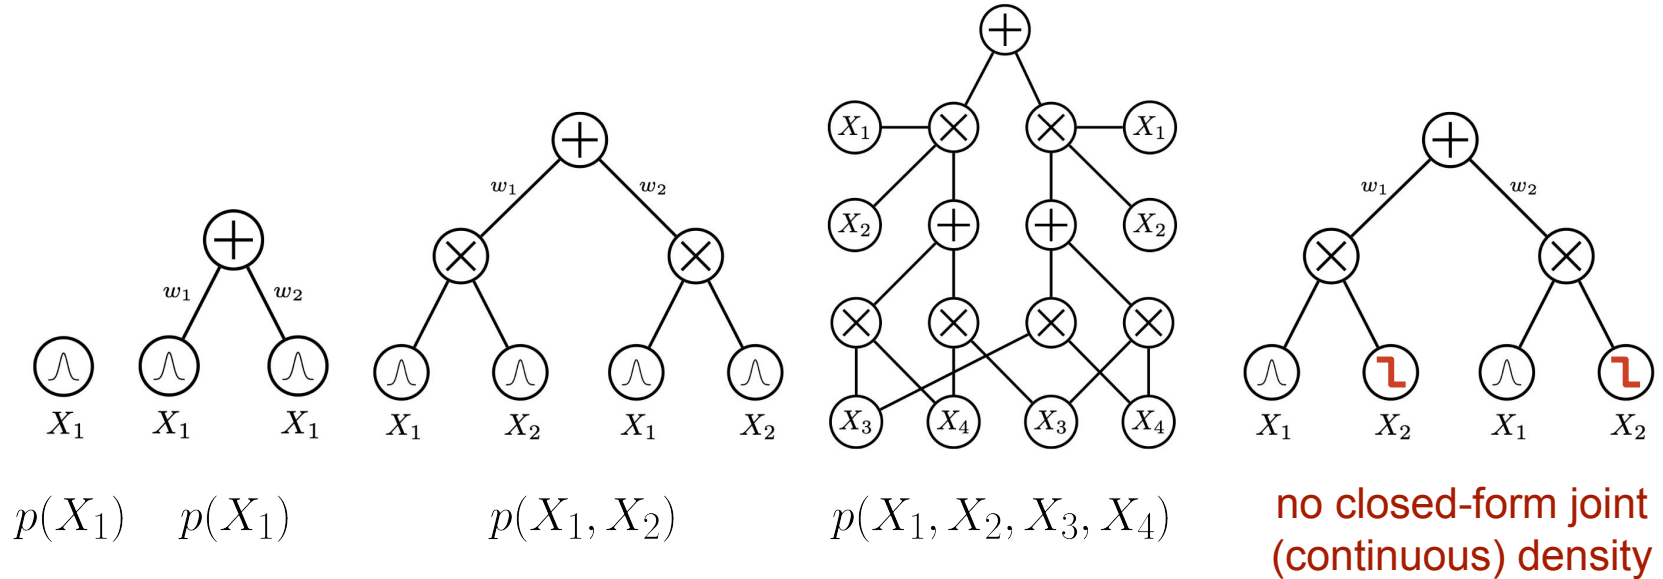 +
X₁ × × X₁
+ w₁ w₂
× ×
X₁ X₂
+ w₁ w₂
× ×
X₂ + + X₂
× × × ×
X₃ X₄ X₃ X₄
+ w₁ w₂
X₁
X₁ X₁
X₁ X₂ X₁ X₂
X₁ X₂ X₁ X₂
p(X₁)
p(X₁)
p(X₁, X₂)
p(X₁, X₂, X₃, X₄)
no closed-form joint
(continuous) density